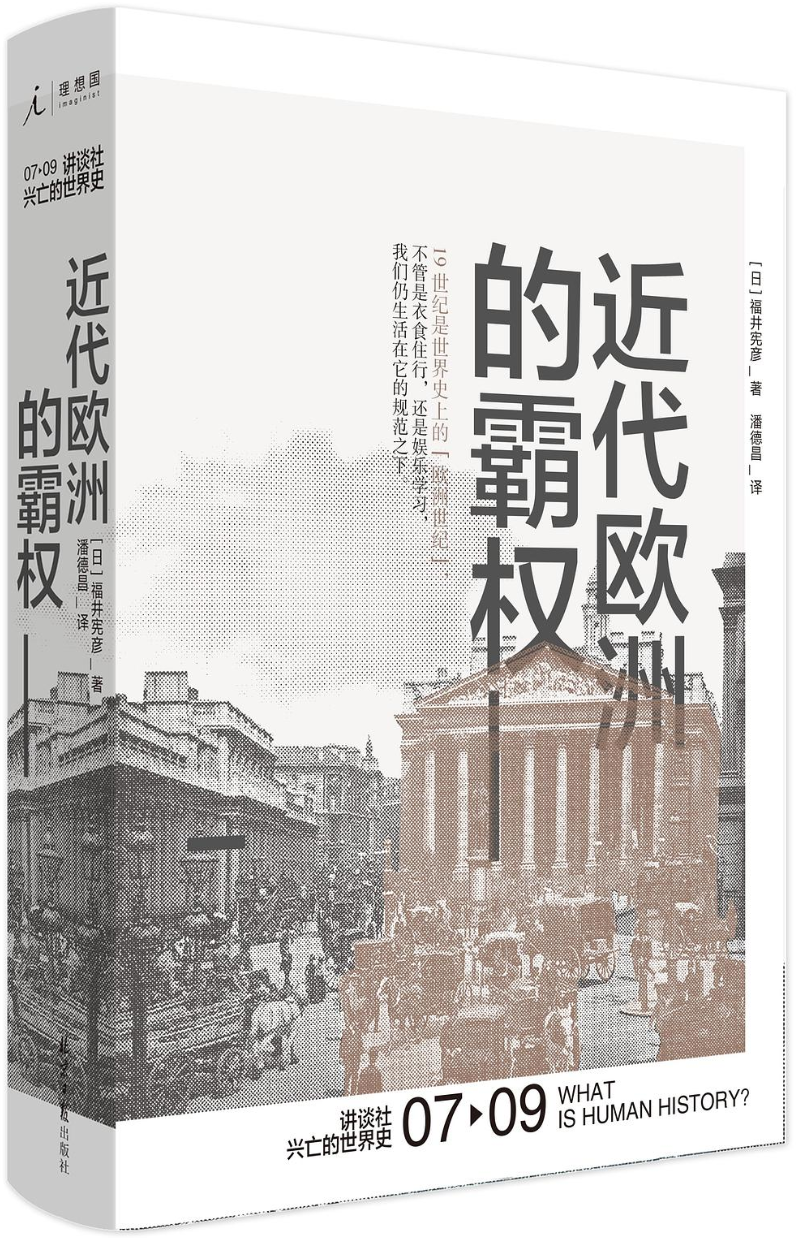 理想国
imaginist
07▸09 讲谈社
兴亡的世界史
近代欧洲
的霸权
[日]福井宪彦 著
潘德昌 译
北京日报出版社
[日]福井宪彦 著 潘德昌 译
近代欧洲
的霸权
19世纪是世界史上的「欧洲世纪」，
不管是衣食住行，还是娱乐学习，
我们仍生活在它的规范之下
讲谈社
兴亡的世界史
07▸09
WHAT
IS HUMAN HISTORY?